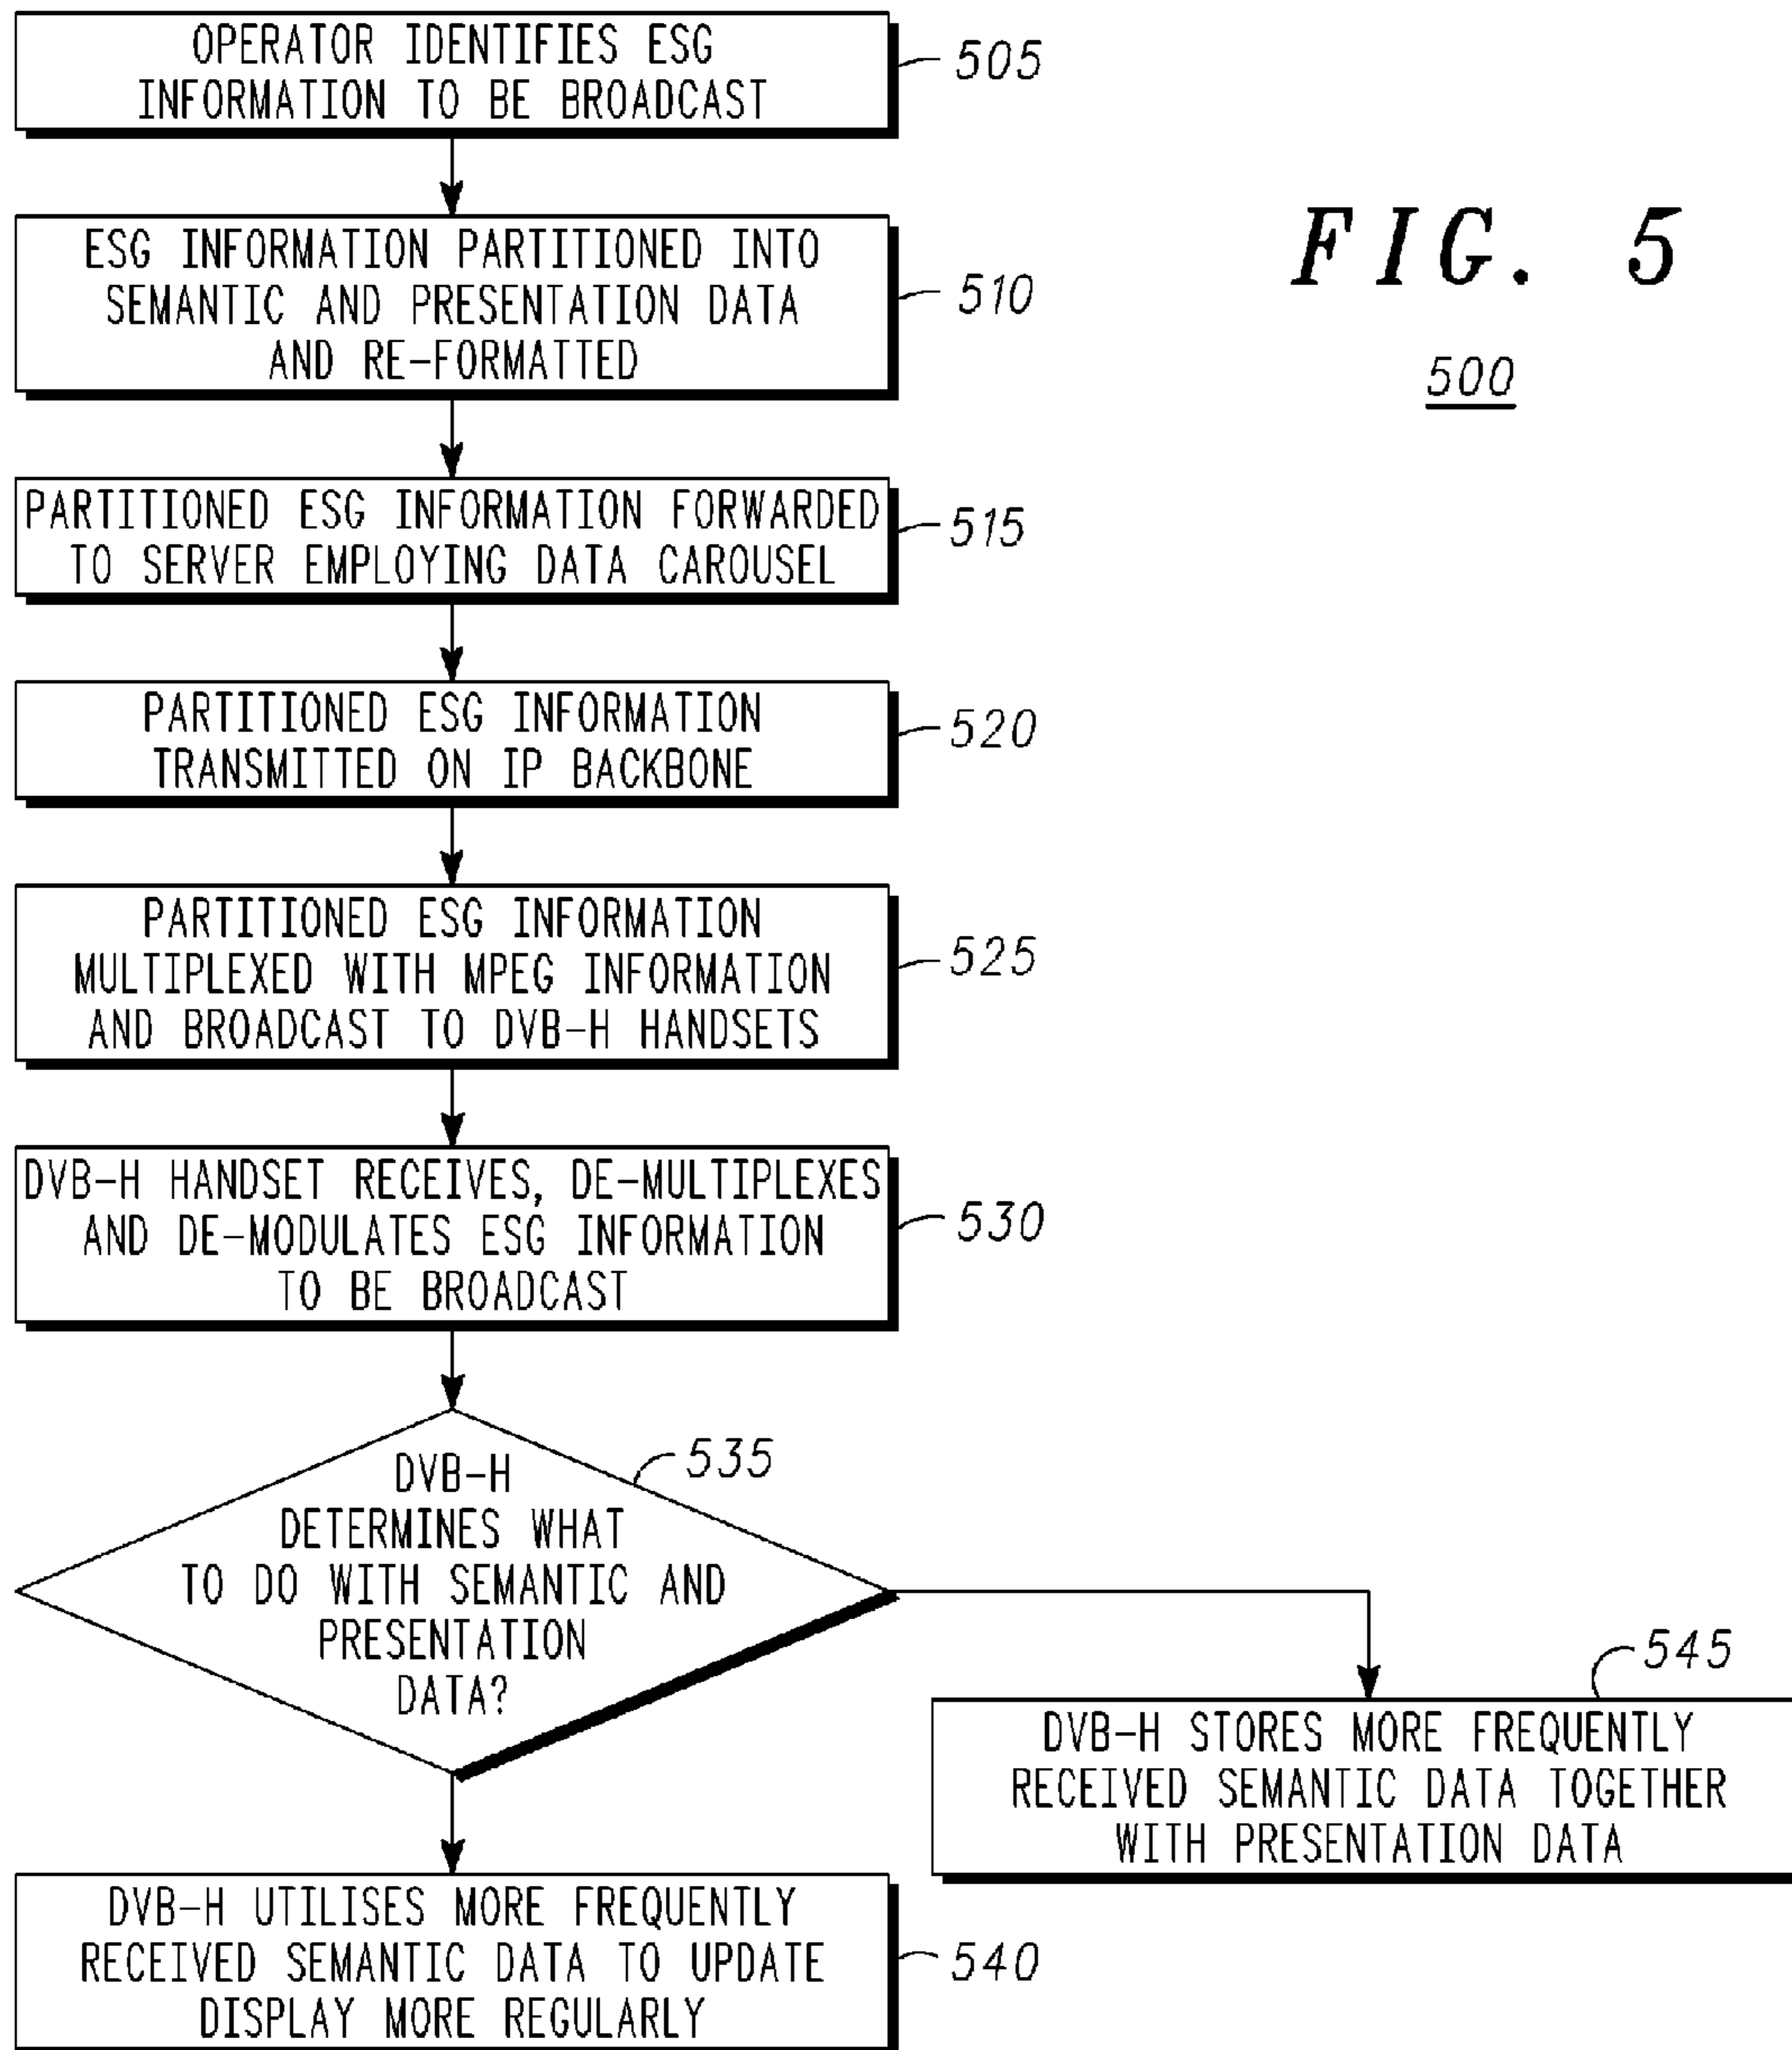 OPERATOR IDENTIFIES ESG
INFORMATION TO BE BROADCAST
505
ESG INFORMATION PARTITIONED INTO
SEMANTIC AND PRESENTATION DATA
AND RE-FORMATTED
510
FIG. 5
500
PARTITIONED ESG INFORMATION FORWARDED
TO SERVER EMPLOYING DATA CAROUSEL
515
PARTITIONED ESG INFORMATION
TRANSMITTED ON IP BACKBONE
520
PARTITIONED ESG INFORMATION
MULTIPLEXED WITH MPEG INFORMATION
AND BROADCAST TO DVB-H HANDSETS
525
DVB-H HANDSET RECEIVES, DE-MULTIPLEXES
AND DE-MODULATES ESG INFORMATION
TO BE BROADCAST
530
DVB-H
DETERMINES WHAT
TO DO WITH SEMANTIC AND
PRESENTATION
DATA?
535
545
DVB-H STORES MORE FREQUENTLY
RECEIVED SEMANTIC DATA TOGETHER
WITH PRESENTATION DATA
DVB-H UTILISES MORE FREQUENTLY
RECEIVED SEMANTIC DATA TO UPDATE
DISPLAY MORE REGULARLY
540